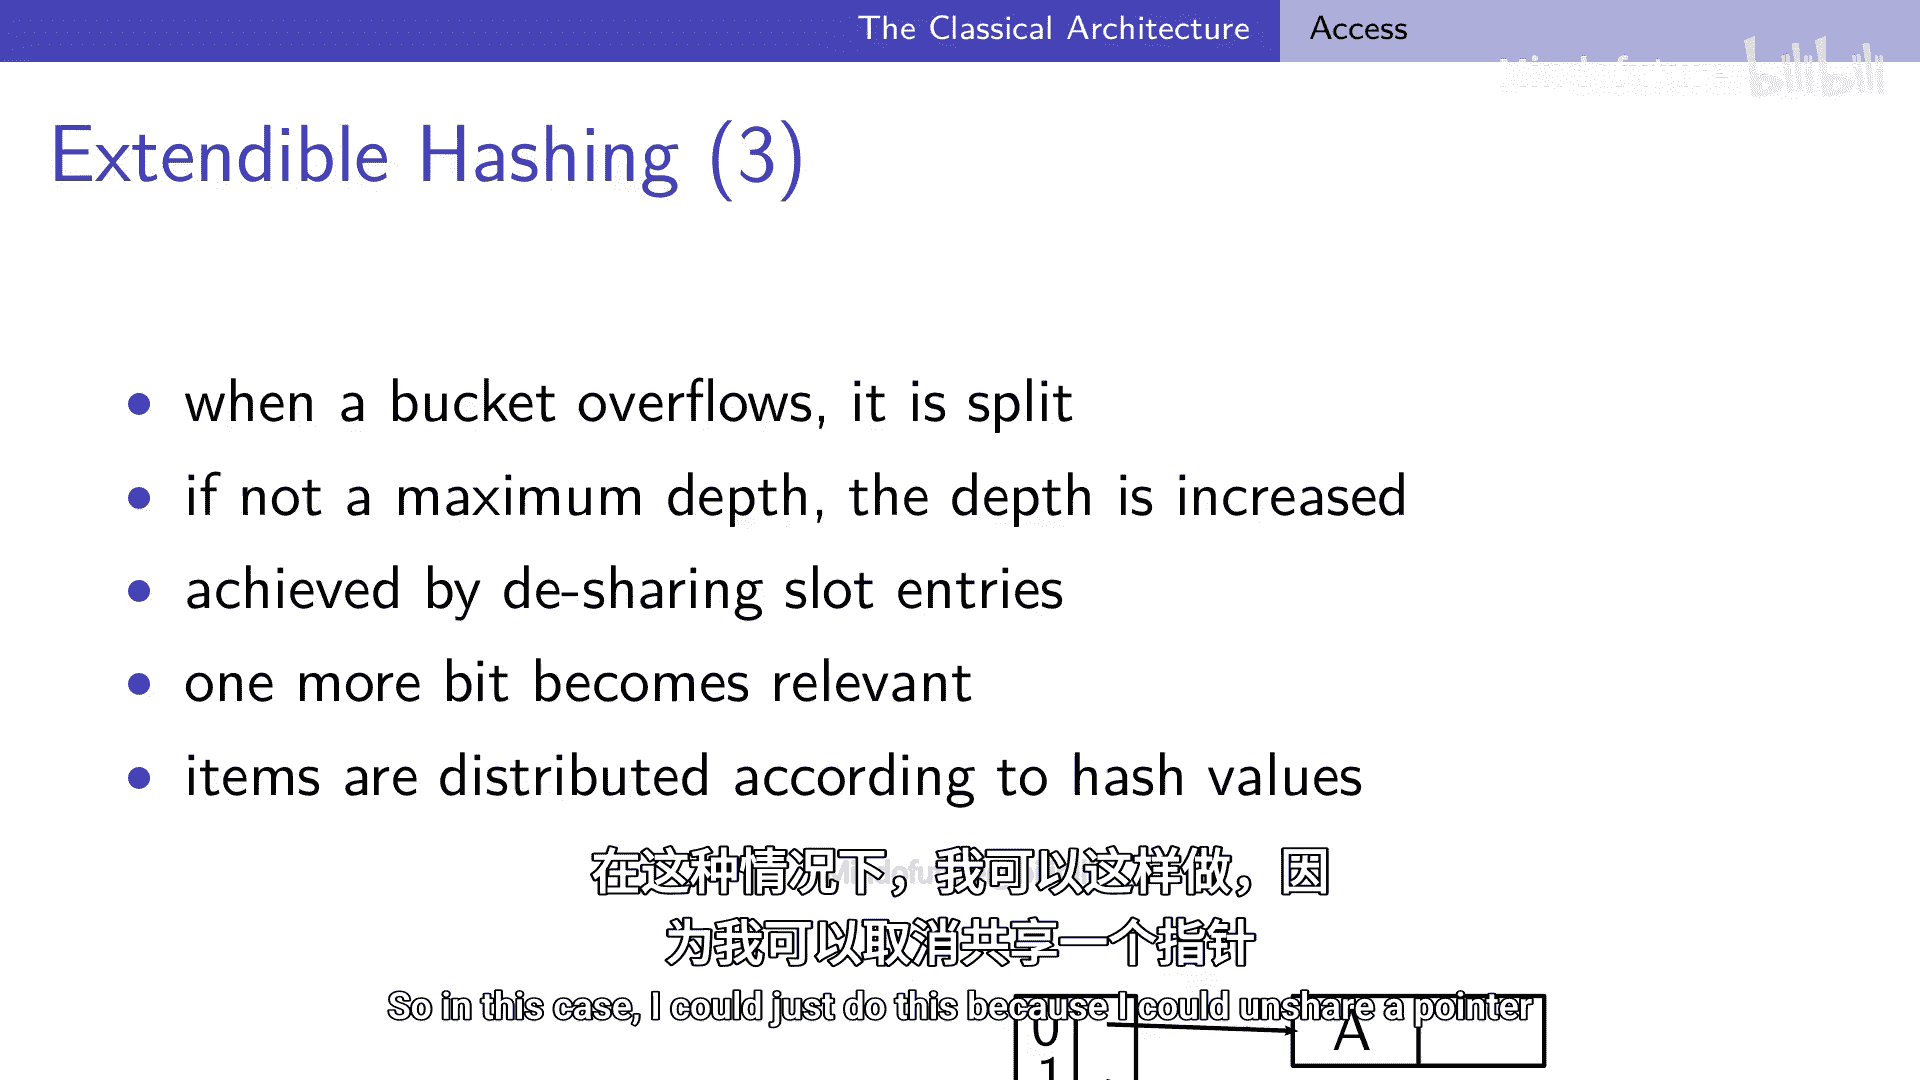 The Classical Architecture
Access
bilibili
Extendible Hashing (3)
• when a bucket overflows, it is split
• if not a maximum depth, the depth is increased
• achieved by de-sharing slot entries
• one more bit becomes relevant
• items are distributed according to hash values
在这种情况下，我可以这样做，因
为我可以取消共享一个指针
So in this case, I could just do this because I could unshare a pointer
0
A
1